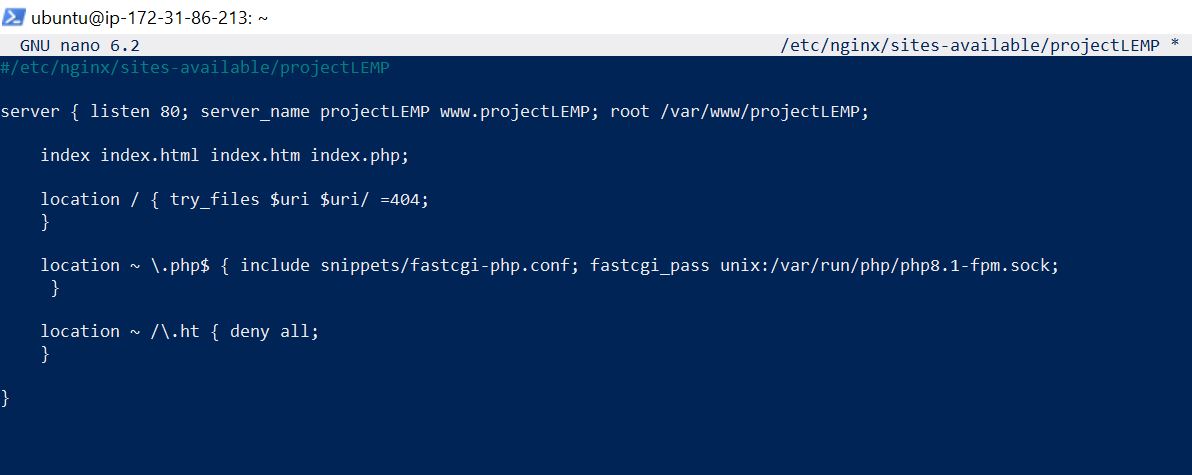 ubuntu@ip-172-31-86-213: ~
GNU nano 6.2 /etc/nginx/sites-available/projectLEMP *
#/etc/nginx/sites-available/projectLEMP
server { listen 80; server_name projectLEMP www.projectLEMP; root /var/www/projectLEMP;
index index.html index.htm index.php;
location / { try_files $uri $uri/ =404;
}
location ~ \.php$ { include snippets/fastcgi-php.conf; fastcgi_pass unix:/var/run/php/php8.1-fpm.sock;
}
location ~ /\.ht { deny all;
}
}